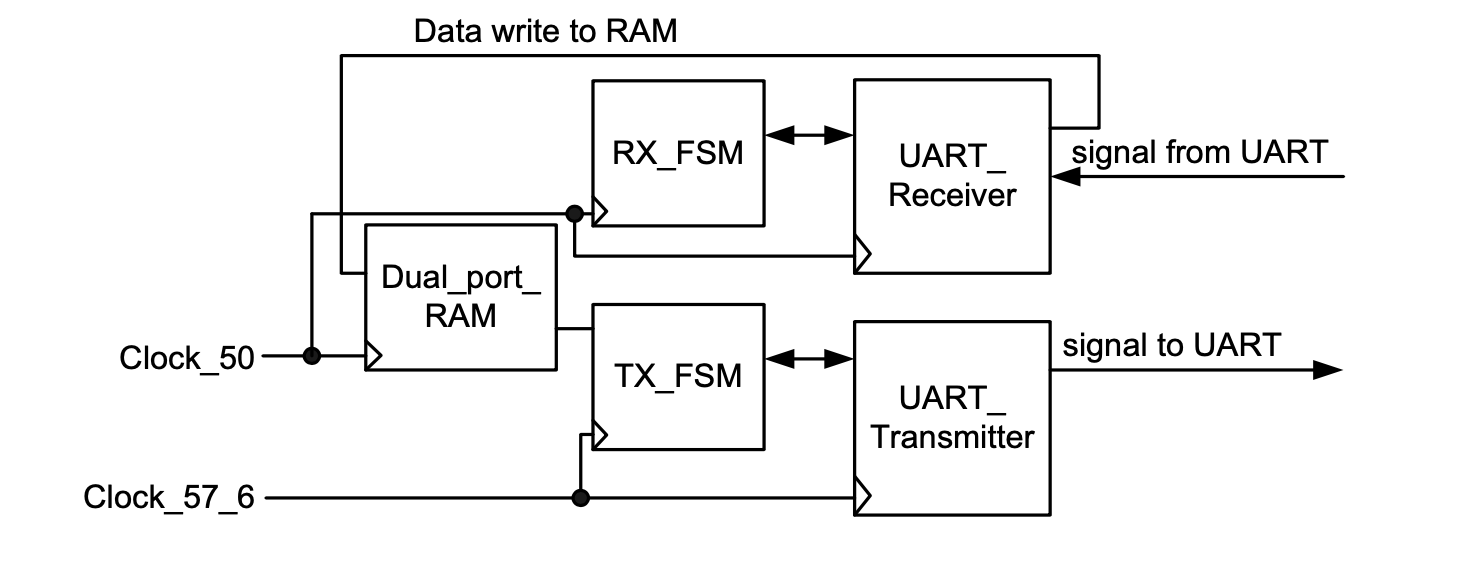 Data write to RAM
RX_FSM
UART_
Receiver
signal from UART
Dual_port_
RAM
Clock_50
TX_FSM
signal to UART
UART_
Transmitter
Clock_57_6